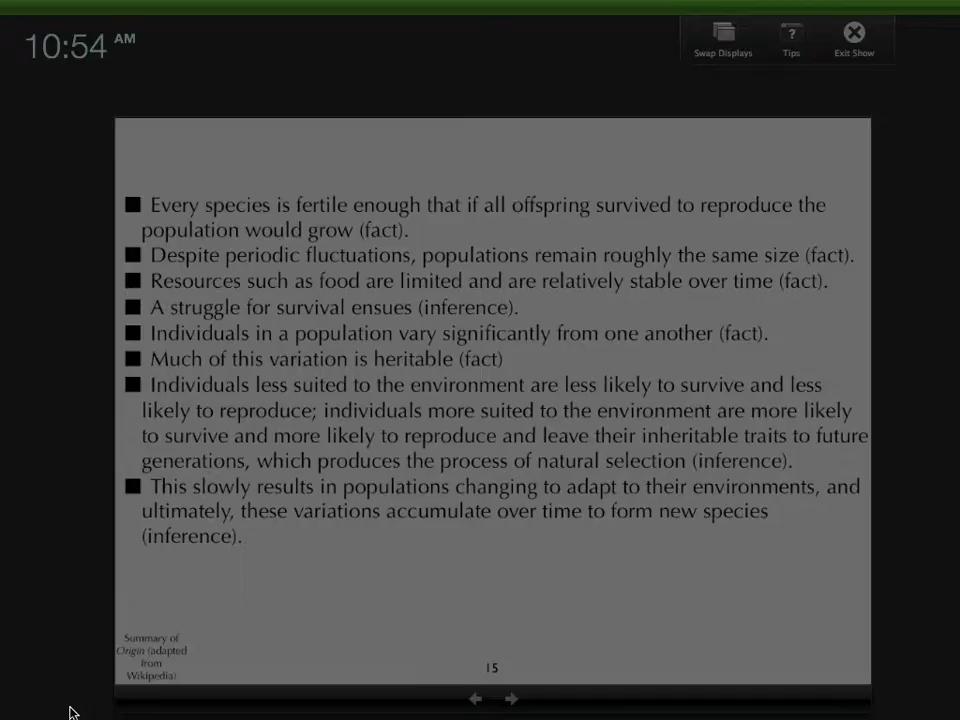 10:54 AM
Swap Displays
Tips
Exit Show
■ Every species is fertile enough that if all offspring survived to reproduce the
population would grow (fact).
■ Despite periodic fluctuations, populations remain roughly the same size (fact).
■ Resources such as food are limited and are relatively stable over time (fact).
■ A struggle for survival ensues (inference).
■ Individuals in a population vary significantly from one another (fact).
■ Much of this variation is heritable (fact)
■ Individuals less suited to the environment are less likely to survive and less
likely to reproduce; individuals more suited to the environment are more likely
to survive and more likely to reproduce and leave their inheritable traits to future
generations, which produces the process of natural selection (inference).
■ This slowly results in populations changing to adapt to their environments, and
ultimately, these variations accumulate over time to form new species
(inference).
Summary of
Origin (adapted
from
Wikipedia)
15